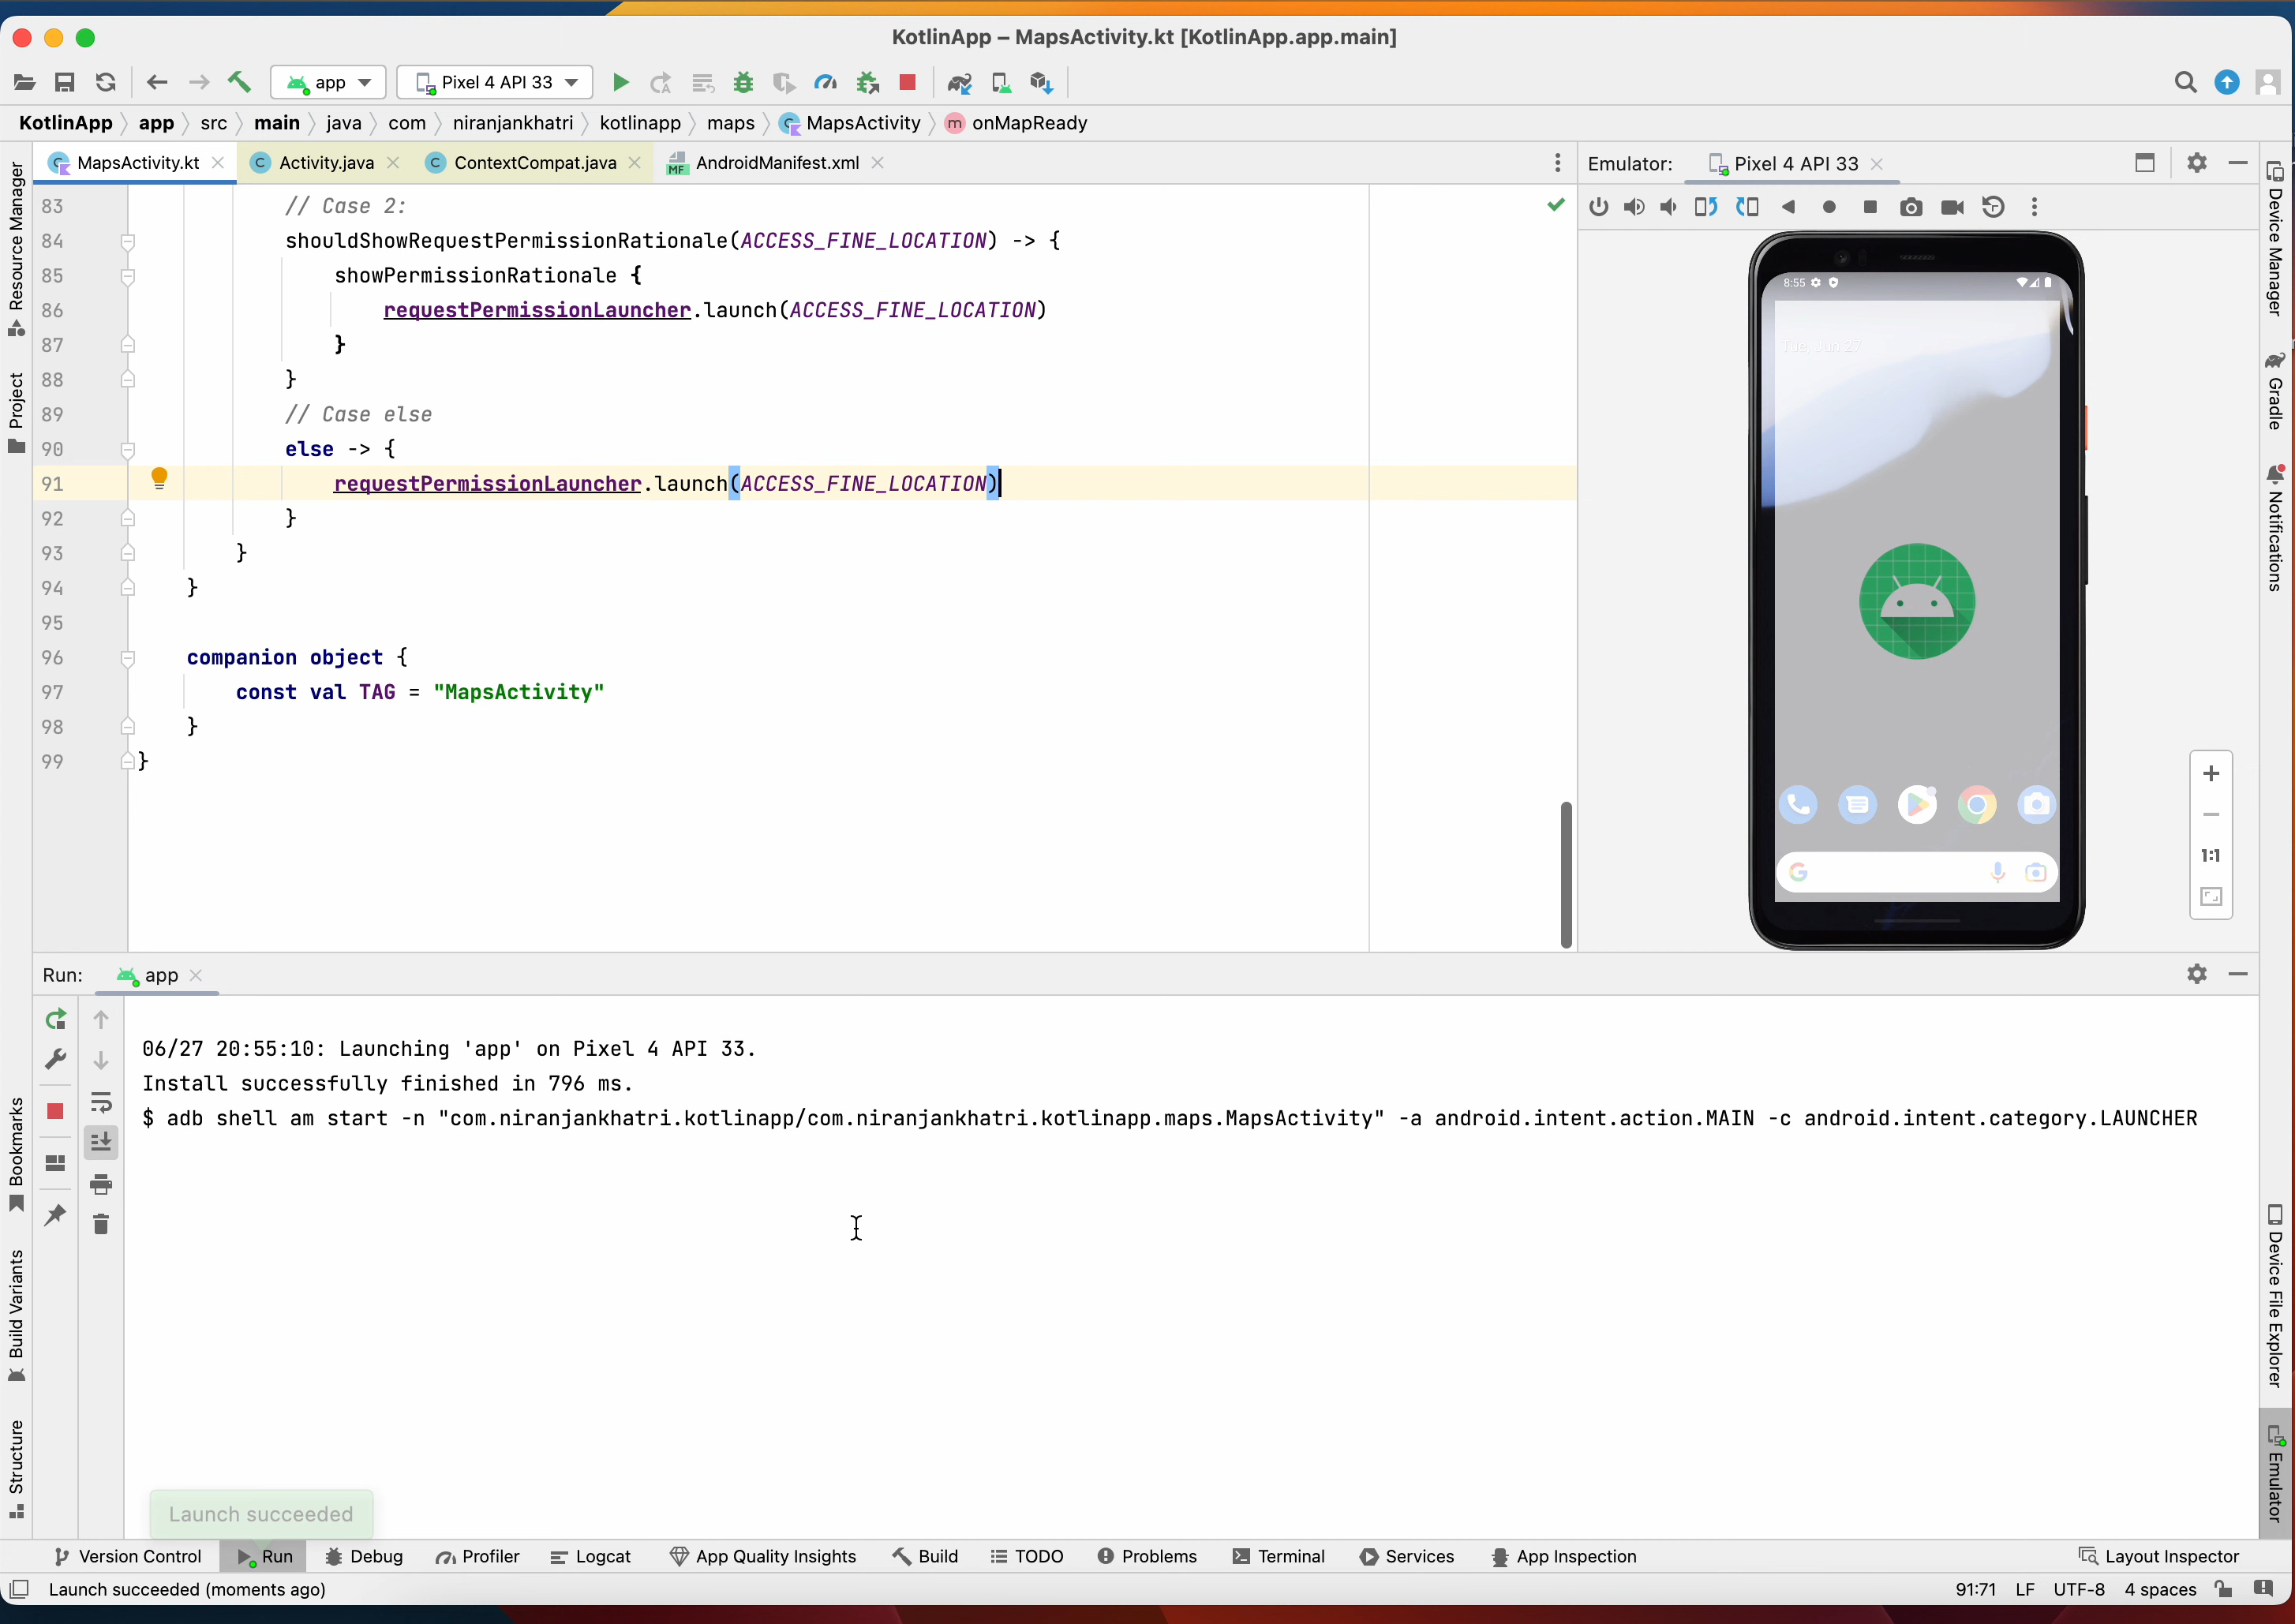 KotlinApp – MapsActivity.kt [KotlinApp.app.main]
app
Pixel 4 API 33
KotlinApp app src main java com niranjankhatri kotlinapp maps MapsActivity m onMapReady
MapsActivity.kt C Activity.java C ContextCompat.java MF AndroidManifest.xml
Emulator: Pixel 4 API 33
Resource Manager
Project
Bookmarks
Build Variants
Structure
83 // Case 2:
84 shouldShowRequestPermissionRationale(ACCESS_FINE_LOCATION) -> {
85 showPermissionRationale {
86 requestPermissionLauncher.launch(ACCESS_FINE_LOCATION)
87 }
88 }
89 // Case else
90 else -> {
91 requestPermissionLauncher.launch(ACCESS_FINE_LOCATION)
92 }
93 }
94 }
95
96 companion object {
97 const val TAG = "MapsActivity"
98 }
99 }
8:55
Tue, Jun 27
1:1
Device Manager
Gradle
Notifications
Device File Explorer
Emulator
Run: app
06/27 20:55:10: Launching 'app' on Pixel 4 API 33.
Install successfully finished in 796 ms.
$ adb shell am start -n "com.niranjankhatri.kotlinapp/com.niranjankhatri.kotlinapp.maps.MapsActivity" -a android.intent.action.MAIN -c android.intent.category.LAUNCHER
Launch succeeded
Version Control Run Debug Profiler Logcat App Quality Insights Build TODO Problems Terminal Services App Inspection Layout Inspector
Launch succeeded (moments ago) 91:71 LF UTF-8 4 spaces